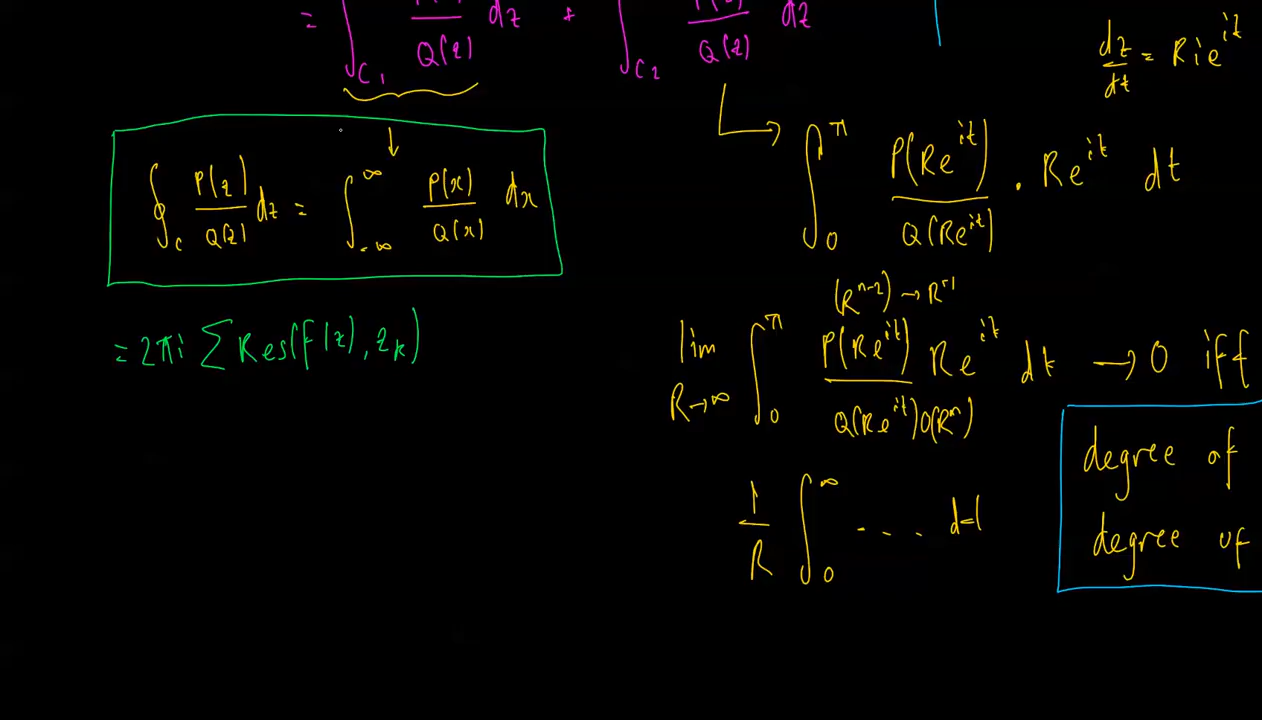 = ∫_{C₁} P(z)/Q(z) dz + ∫_{C₂} P(z)/Q(z) dz
dz/dt = Rie^{it}
∮_C P(z)/Q(z) dz = ∫_{-∞}^{∞} P(x)/Q(x) dx
∫_0^π P(Re^{it})/Q(Re^{it}) · Re^{it} dt
= 2πi ∑ Res(f(z), z_k)
(R^{n-2}) → R^{n-1}
lim_{R→∞} ∫_0^π P(Re^{it})/Q(Re^{it})O(R^n) Re^{it} dt → 0 iff
1/R ∫_0^∞ ... dt
degree of
degree of